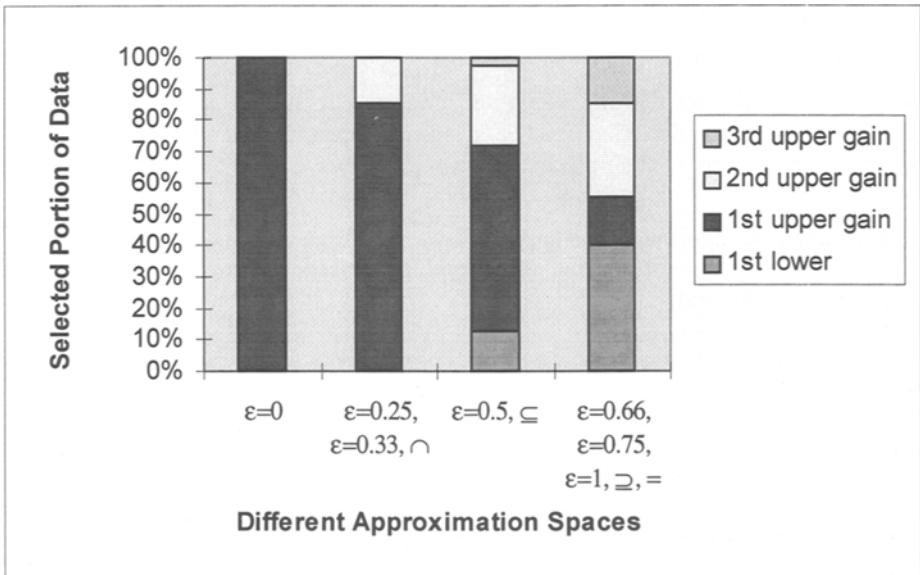 Selected Portion of Data
100%
90%
80%
70%
60%
50%
40%
30%
20%
10%
0%
3rd upper gain
2nd upper gain
1st upper gain
1st lower
ε=0
ε=0.25,
ε=0.33, ∩
ε=0.5, ⊆
ε=0.66,
ε=0.75,
ε=1, ⊇, =
Different Approximation Spaces